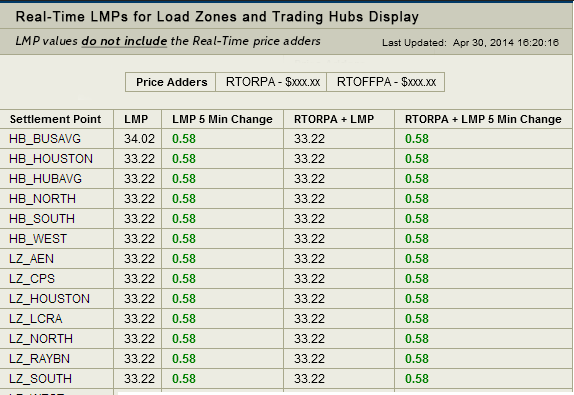 Real-Time LMPs for Load Zones and Trading Hubs Display
LMP values do not include the Real-Time price adders Last Updated: Apr 30, 2014 16:20:16
Price Adders RTORPA - $xxx.xx RTOFFPA - $xxx.xx
Settlement Point LMP LMP 5 Min Change RTORPA + LMP RTORPA + LMP 5 Min Change
HB_BUSAVG 34.02 0.58 33.22 0.58
HB_HOUSTON 33.22 0.58 33.22 0.58
HB_HUBAVG 33.22 0.58 33.22 0.58
HB_NORTH 33.22 0.58 33.22 0.58
HB_SOUTH 33.22 0.58 33.22 0.58
HB_WEST 33.22 0.58 33.22 0.58
LZ_AEN 33.22 0.58 33.22 0.58
LZ_CPS 33.22 0.58 33.22 0.58
LZ_HOUSTON 33.22 0.58 33.22 0.58
LZ_LCRA 33.22 0.58 33.22 0.58
LZ_NORTH 33.22 0.58 33.22 0.58
LZ_RAYBN 33.22 0.58 33.22 0.58
LZ_SOUTH 33.22 0.58 33.22 0.58